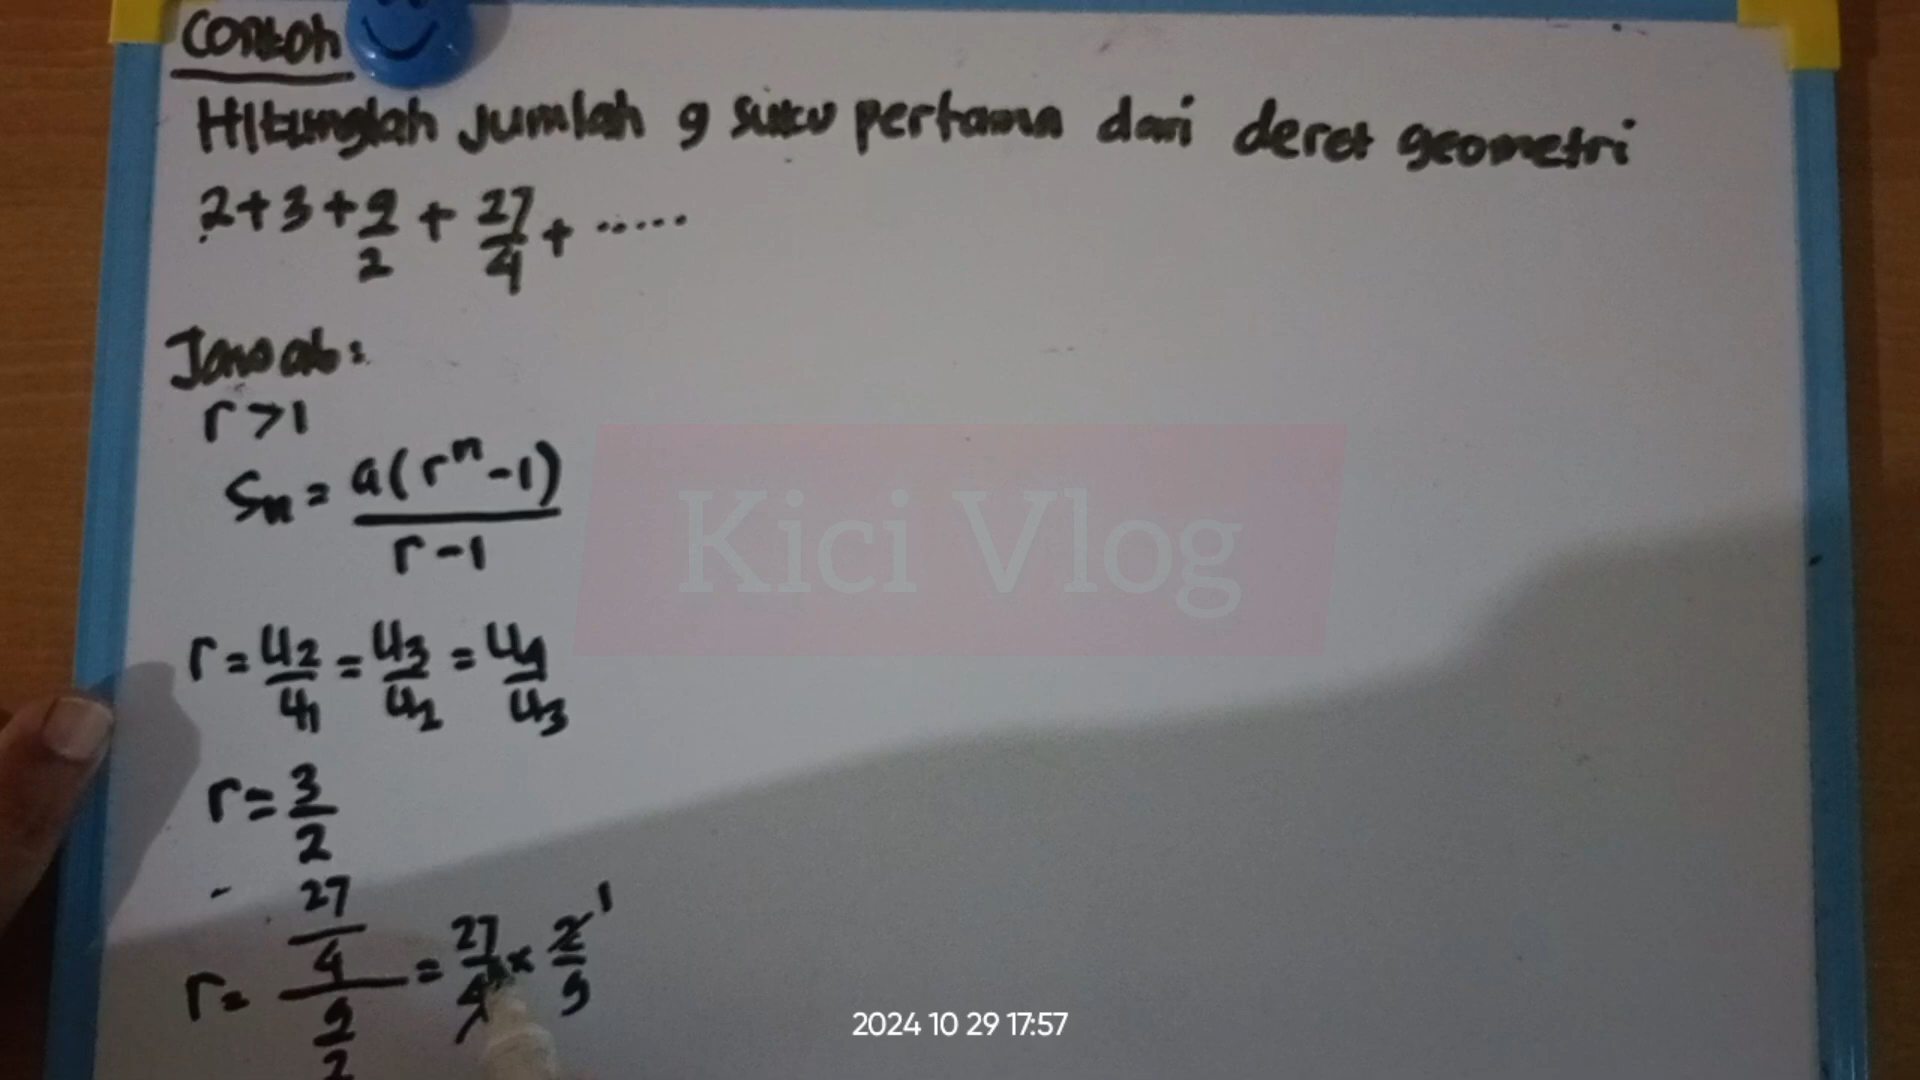 Contoh
Hitunglah Jumlah 9 suku pertama dari deret geometri
2+3+9/2+27/4+.....
Jawab:
r>1
Sn=a(rⁿ-1)/r-1
r=U2/U1=U3/U2=U4/U3
r=3/2
r=27/4/9/2=27/4×2/9 1
Kici Vlog
2024 10 29 17:57